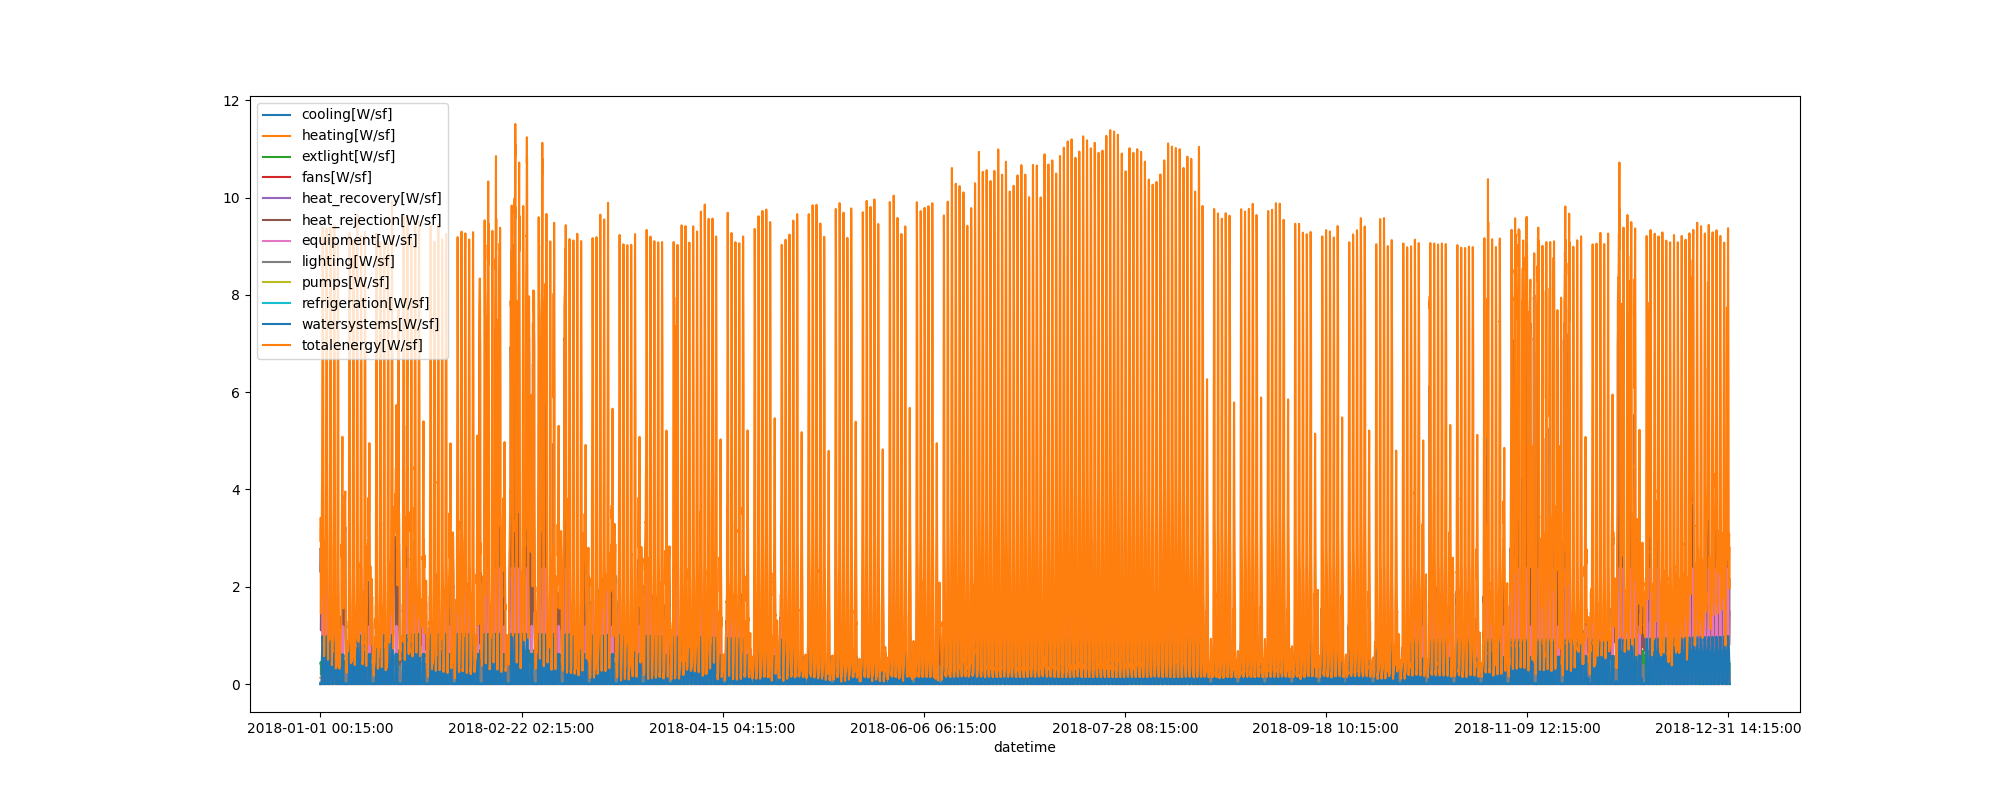 12
10
8
6
4
2
0
cooling[W/sf]
heating[W/sf]
extlight[W/sf]
fans[W/sf]
heat_recovery[W/sf]
heat_rejection[W/sf]
equipment[W/sf]
lighting[W/sf]
pumps[W/sf]
refrigeration[W/sf]
watersystems[W/sf]
totalenergy[W/sf]
2018-01-01 00:15:00
2018-02-22 02:15:00
2018-04-15 04:15:00
2018-06-06 06:15:00
2018-07-28 08:15:00
2018-09-18 10:15:00
2018-11-09 12:15:00
2018-12-31 14:15:00
datetime